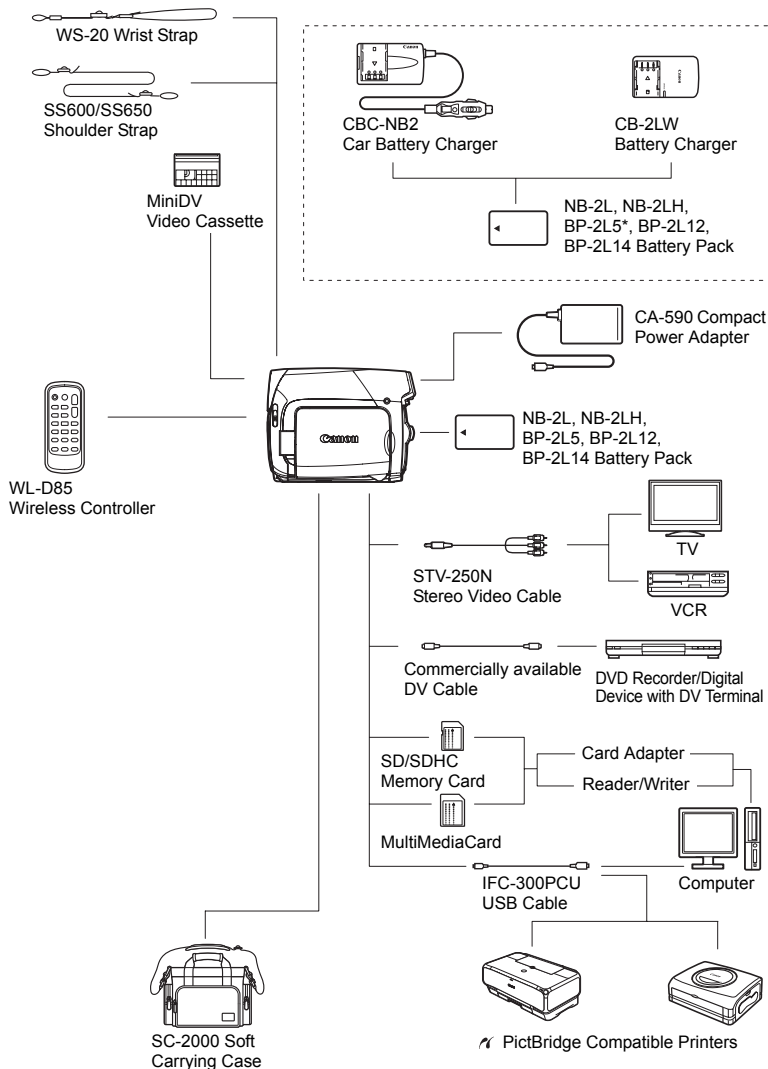 WS-20 Wrist Strap
SS600/SS650
Shoulder Strap
MiniDV
Video Cassette
Canon
CBC-NB2
Car Battery Charger
Canon
CB-2LW
Battery Charger
NB-2L, NB-2LH,
BP-2L5*, BP-2L12,
BP-2L14 Battery Pack
CA-590 Compact
Power Adapter
Canon
NB-2L, NB-2LH,
BP-2L5, BP-2L12,
BP-2L14 Battery Pack
WL-D85
Wireless Controller
STV-250N
Stereo Video Cable
TV
VCR
Commercially available
DV Cable
DVD Recorder/Digital
Device with DV Terminal
SD/SDHC
Memory Card
Card Adapter
Reader/Writer
MultiMediaCard
IFC-300PCU
USB Cable
Computer
SC-2000 Soft
Carrying Case
PictBridge Compatible Printers